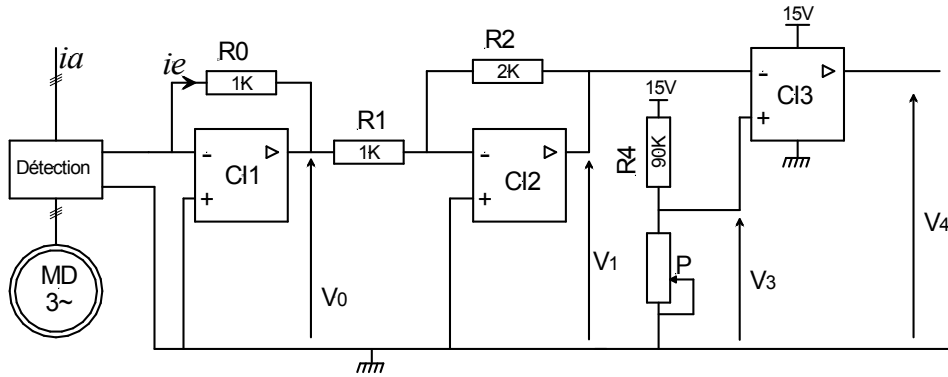 ia
ie
R0
1K
Détection
CI1
R1
1K
R2
2K
CI2
15V
R4
90K
P
15V
CI3
MD
3~
V0
V1
V3
V4
-
+
-
+
-
+